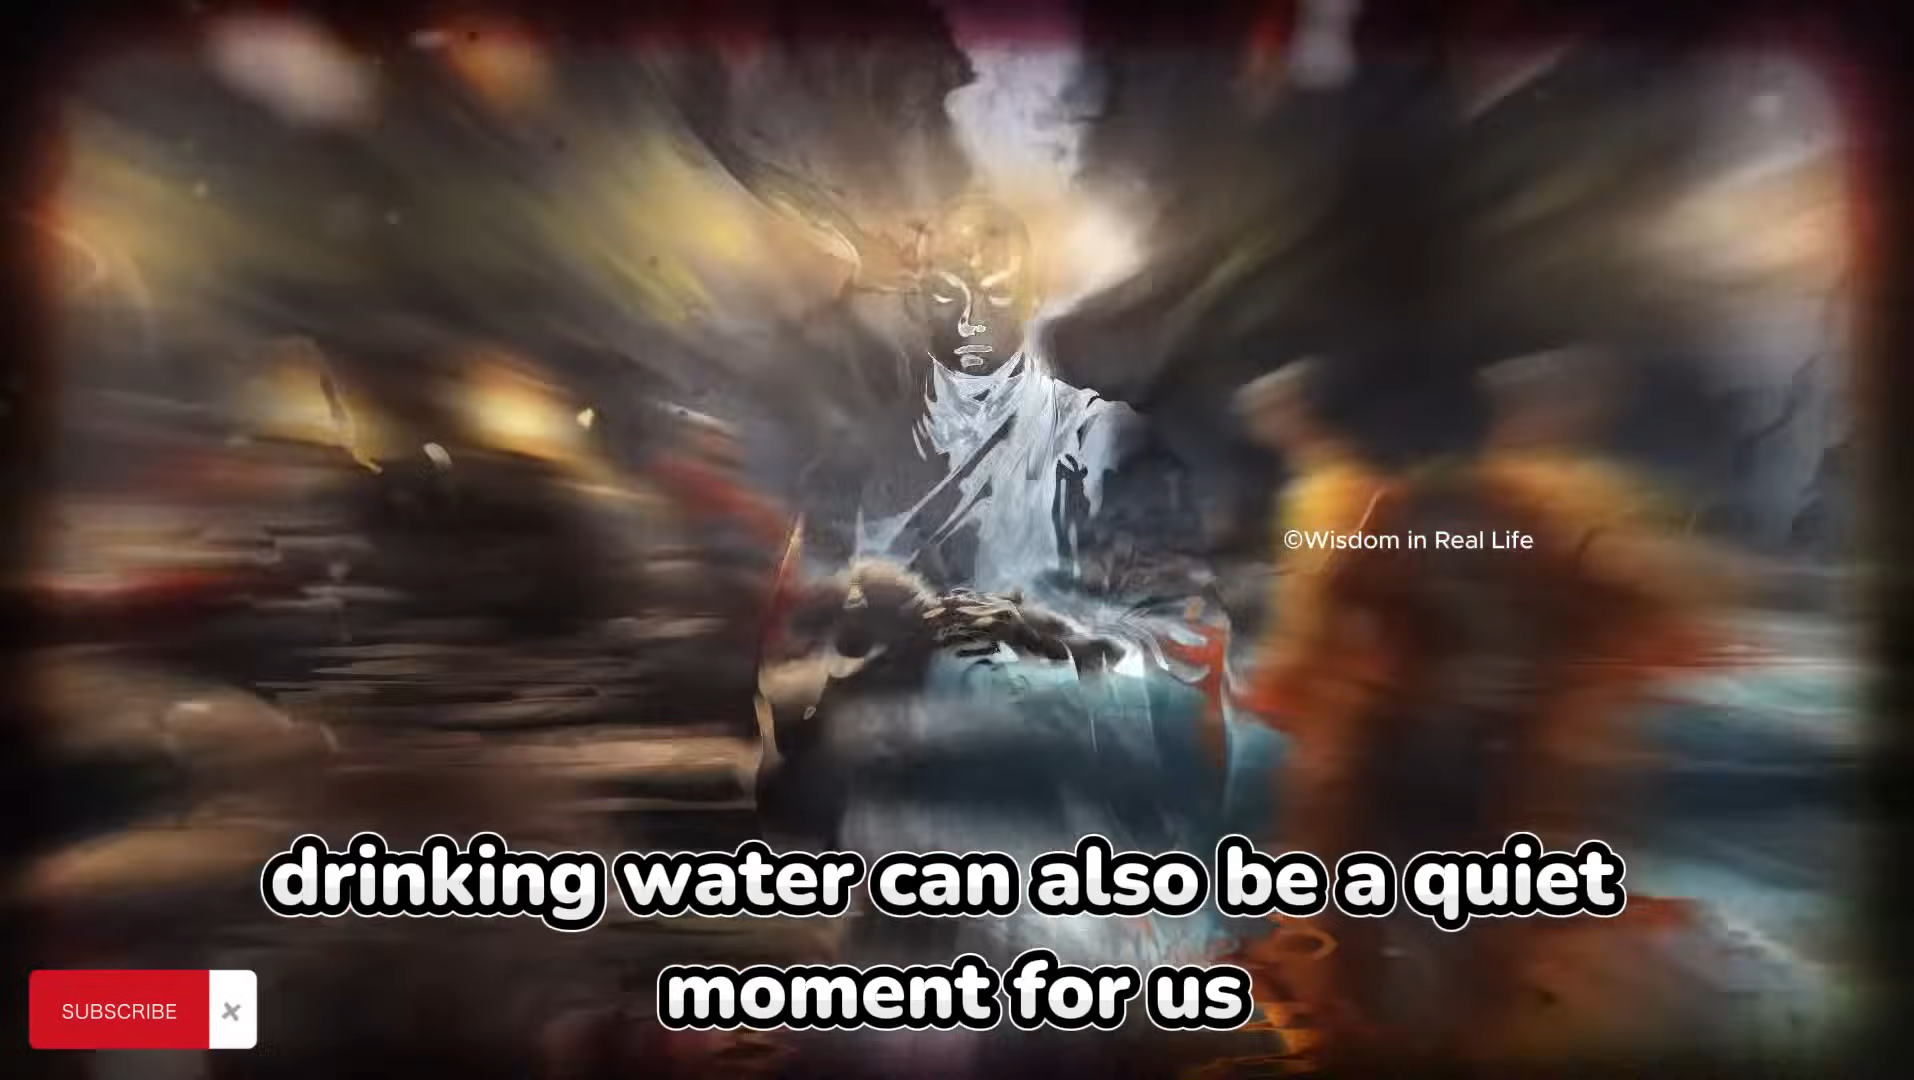 ©Wisdom in Real Life
drinking water can also be a quiet
moment for us
SUBSCRIBE